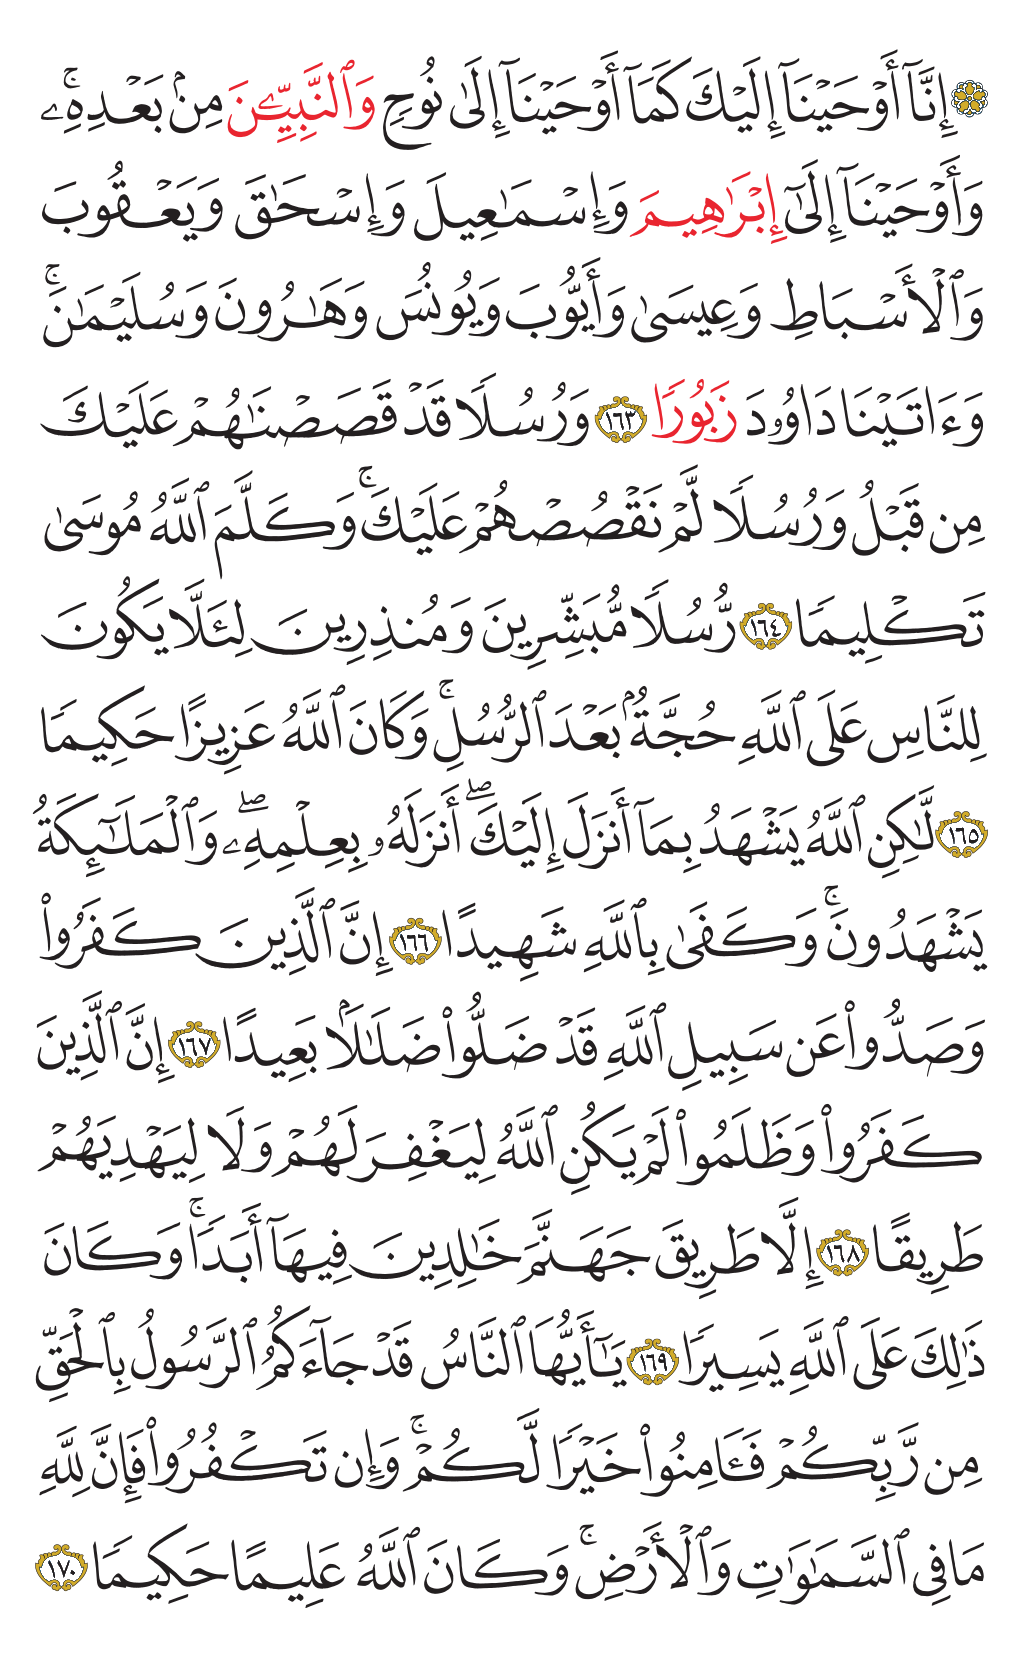 ۞ إِنَّآ أَوْحَيْنَآ إِلَيْكَ كَمَآ أَوْحَيْنَآ إِلَىٰ نُوحٍ وَٱلنَّبِيِّـۧنَ مِنۢ بَعْدِهِۦۚ
وَأَوْحَيْنَآ إِلَىٰٓ إِبْرَٰهِيمَ وَإِسْمَٰعِيلَ وَإِسْحَٰقَ وَيَعْقُوبَ
وَٱلْأَسْبَاطِ وَعِيسَىٰ وَأَيُّوبَ وَيُونُسَ وَهَٰرُونَ وَسُلَيْمَٰنَۚ
وَءَاتَيْنَا دَاوُۥدَ زَبُورًا ١٦٣ وَرُسُلًا قَدْ قَصَصْنَٰهُمْ عَلَيْكَ
مِن قَبْلُ وَرُسُلًا لَّمْ نَقْصُصْهُمْ عَلَيْكَۚ وَكَلَّمَ ٱللَّهُ مُوسَىٰ
تَكْلِيمًا ١٦٤ رُّسُلًا مُّبَشِّرِينَ وَمُنذِرِينَ لِئَلَّا يَكُونَ
لِلنَّاسِ عَلَى ٱللَّهِ حُجَّةٌۢ بَعْدَ ٱلرُّسُلِۚ وَكَانَ ٱللَّهُ عَزِيزًا حَكِيمًا
١٦٥ لَّٰكِنِ ٱللَّهُ يَشْهَدُ بِمَآ أَنزَلَ إِلَيْكَۖ أَنزَلَهُۥ بِعِلْمِهِۦۖ وَٱلْمَلَٰٓئِكَةُ
يَشْهَدُونَۚ وَكَفَىٰ بِٱللَّهِ شَهِيدًا ١٦٦ إِنَّ ٱلَّذِينَ كَفَرُوا۟
وَصَدُّوا۟ عَن سَبِيلِ ٱللَّهِ قَدْ ضَلُّوا۟ ضَلَٰلًۢا بَعِيدًا ١٦٧ إِنَّ ٱلَّذِينَ
كَفَرُوا۟ وَظَلَمُوا۟ لَمْ يَكُنِ ٱللَّهُ لِيَغْفِرَ لَهُمْ وَلَا لِيَهْدِيَهُمْ
طَرِيقًا ١٦٨ إِلَّا طَرِيقَ جَهَنَّمَ خَٰلِدِينَ فِيهَآ أَبَدًاۚ وَكَانَ
ذَٰلِكَ عَلَى ٱللَّهِ يَسِيرًا ١٦٩ يَٰٓأَيُّهَا ٱلنَّاسُ قَدْ جَآءَكُمُ ٱلرَّسُولُ بِٱلْحَقِّ
مِن رَّبِّكُمْ فَـَٔامِنُوا۟ خَيْرًا لَّكُمْۚ وَإِن تَكْفُرُوا۟ فَإِنَّ لِلَّهِ
مَا فِى ٱلسَّمَٰوَٰتِ وَٱلْأَرْضِۚ وَكَانَ ٱللَّهُ عَلِيمًا حَكِيمًا ١٧٠